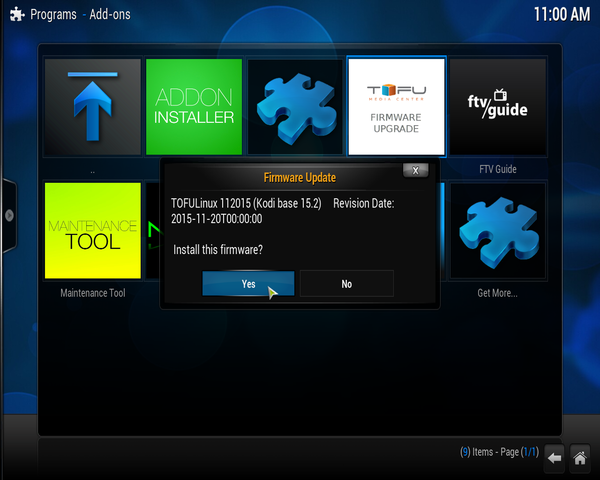 Programs - Add-ons
11:00 AM
ADDON
INSTALLER
TOFU
MEDIA CENTER
FIRMWARE
UPGRADE
ftv/guide
..
FTV Guide
Firmware Update
X
TOFULinux 112015 (Kodi base 15.2) Revision Date:
2015-11-20T00:00:00
Install this firmware?
Yes
No
MAINTENANCE
TOOL
Maintenance Tool
Get More...
(9) Items - Page (1/1)